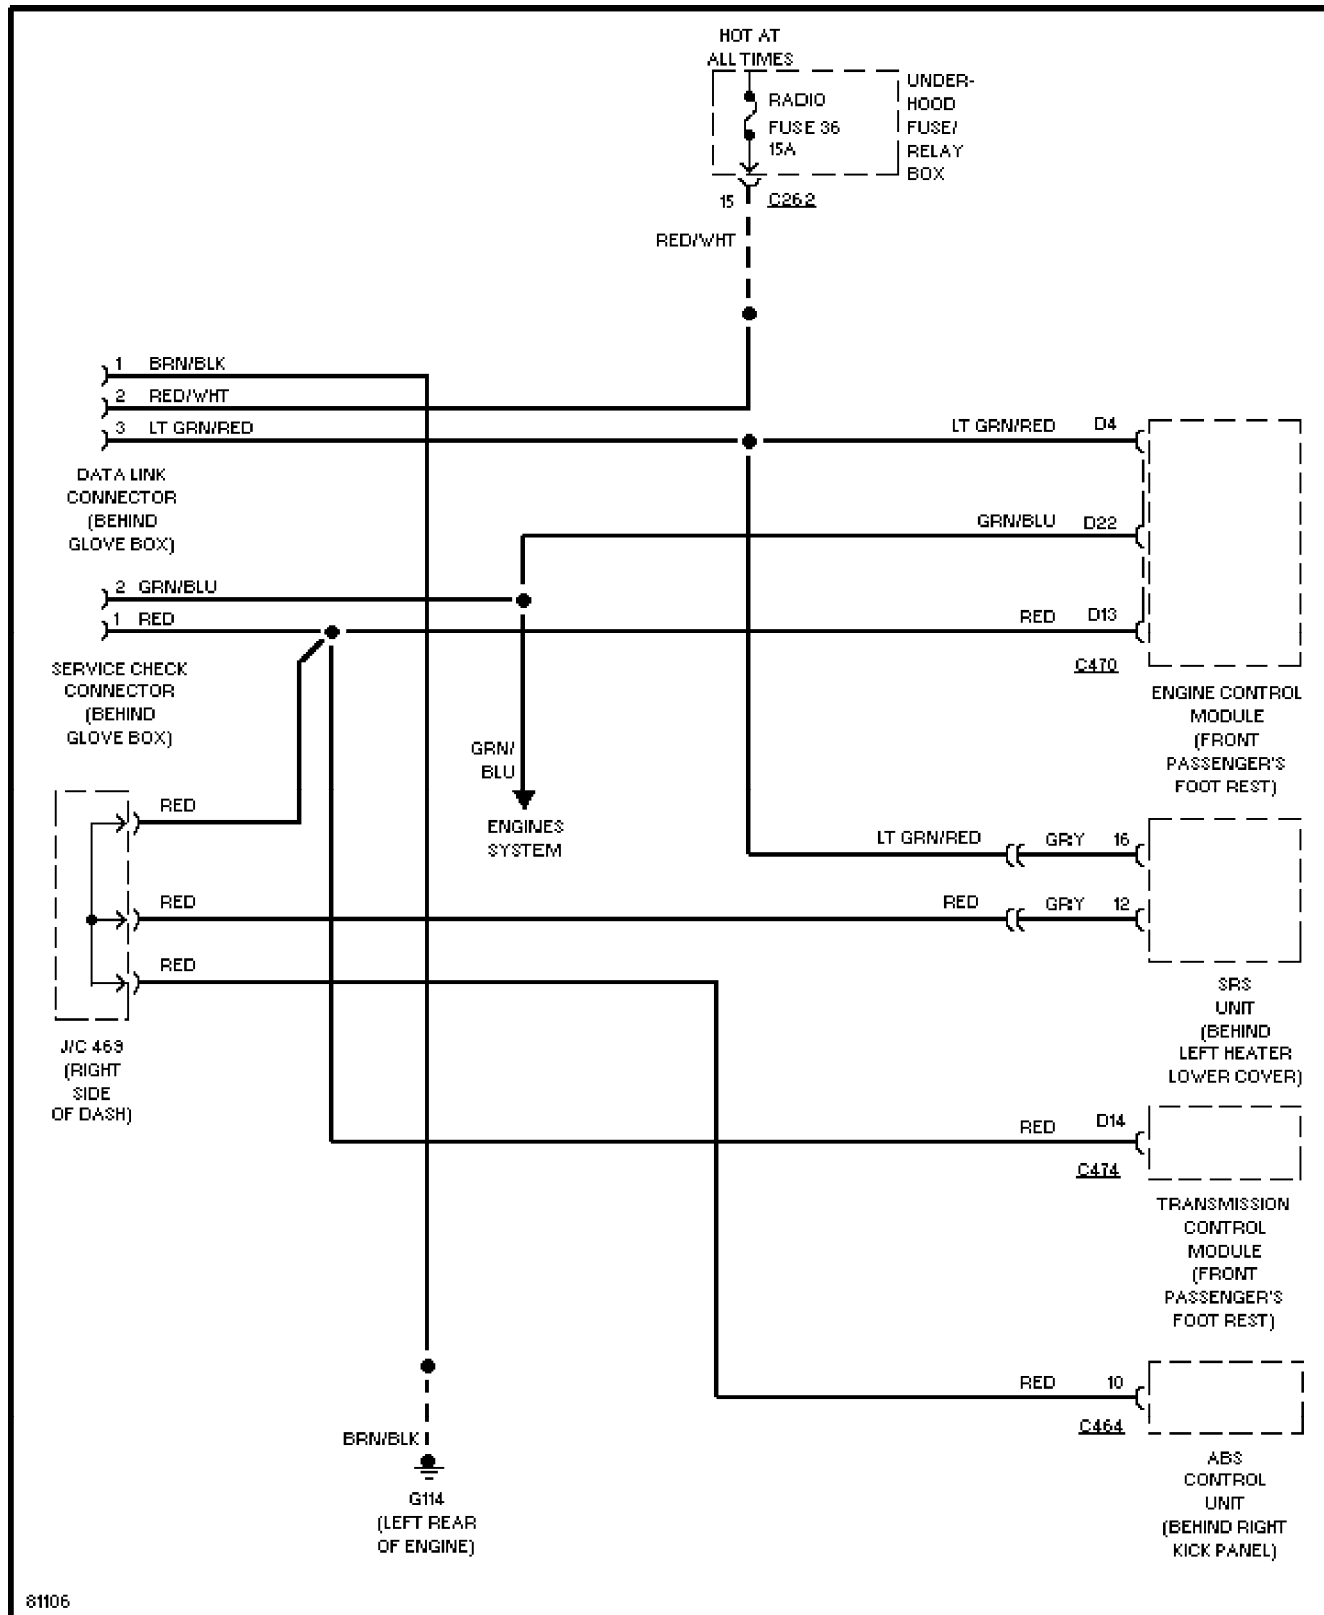 HOT AT
ALL TIMES
RADIO
FUSE 36
15A
UNDER-
HOOD
FUSE/
RELAY
BOX
15 C262
RED/WHT
1 BRN/BLK
2 RED/WHT
3 LT GRN/RED
LT GRN/RED D4
DATA LINK
CONNECTOR
(BEHIND
GLOVE BOX)
GRN/BLU D22
2 GRN/BLU
1 RED
RED D13
C470
SERVICE CHECK
CONNECTOR
(BEHIND
GLOVE BOX)
ENGINE CONTROL
MODULE
(FRONT
PASSENGER'S
FOOT REST)
GRN/
BLU
ENGINES
SYSTEM
RED
LT GRN/RED GRY 16
RED
RED GRY 12
RED
SRS
UNIT
(BEHIND
LEFT HEATER
LOWER COVER)
J/C 469
(RIGHT
SIDE
OF DASH)
RED D14
C474
TRANSMISSION
CONTROL
MODULE
(FRONT
PASSENGER'S
FOOT REST)
RED 10
C464
BRN/BLK
G114
(LEFT REAR
OF ENGINE)
ABS
CONTROL
UNIT
(BEHIND RIGHT
KICK PANEL)
81106